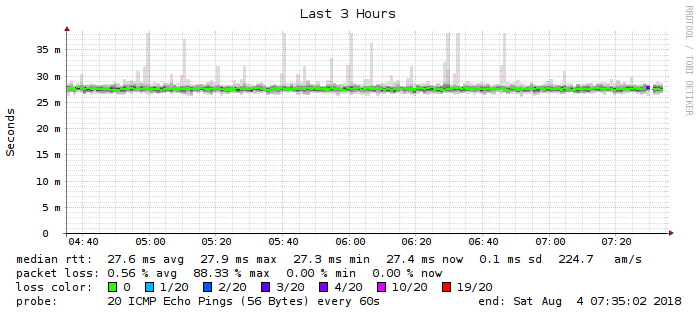 Last 3 Hours
RRDTOOL / TOBI OETIKER
Seconds
35 m
30 m
25 m
20 m
15 m
10 m
5 m
0
04:40 05:00 05:20 05:40 06:00 06:20 06:40 07:00 07:20
median rtt: 27.6 ms avg 27.9 ms max 27.3 ms min 27.4 ms now 0.1 ms sd 224.7 am/s
packet loss: 0.56 % avg 88.33 % max 0.00 % min 0.00 % now
loss color: 0 1/20 2/20 3/20 4/20 10/20 19/20
probe: 20 ICMP Echo Pings (56 Bytes) every 60s end: Sat Aug 4 07:35:02 2018